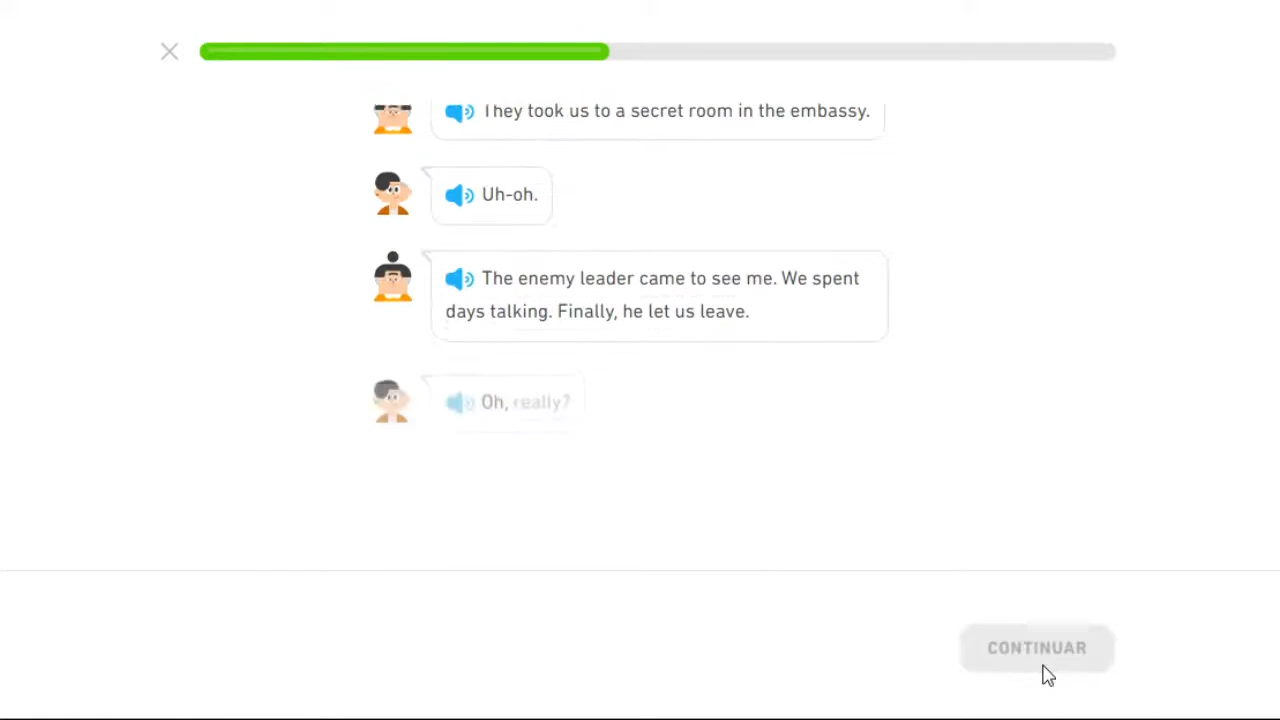 They took us to a secret room in the embassy.
Uh-oh.
The enemy leader came to see me. We spent
days talking. Finally, he let us leave.
Oh, really?
CONTINUAR